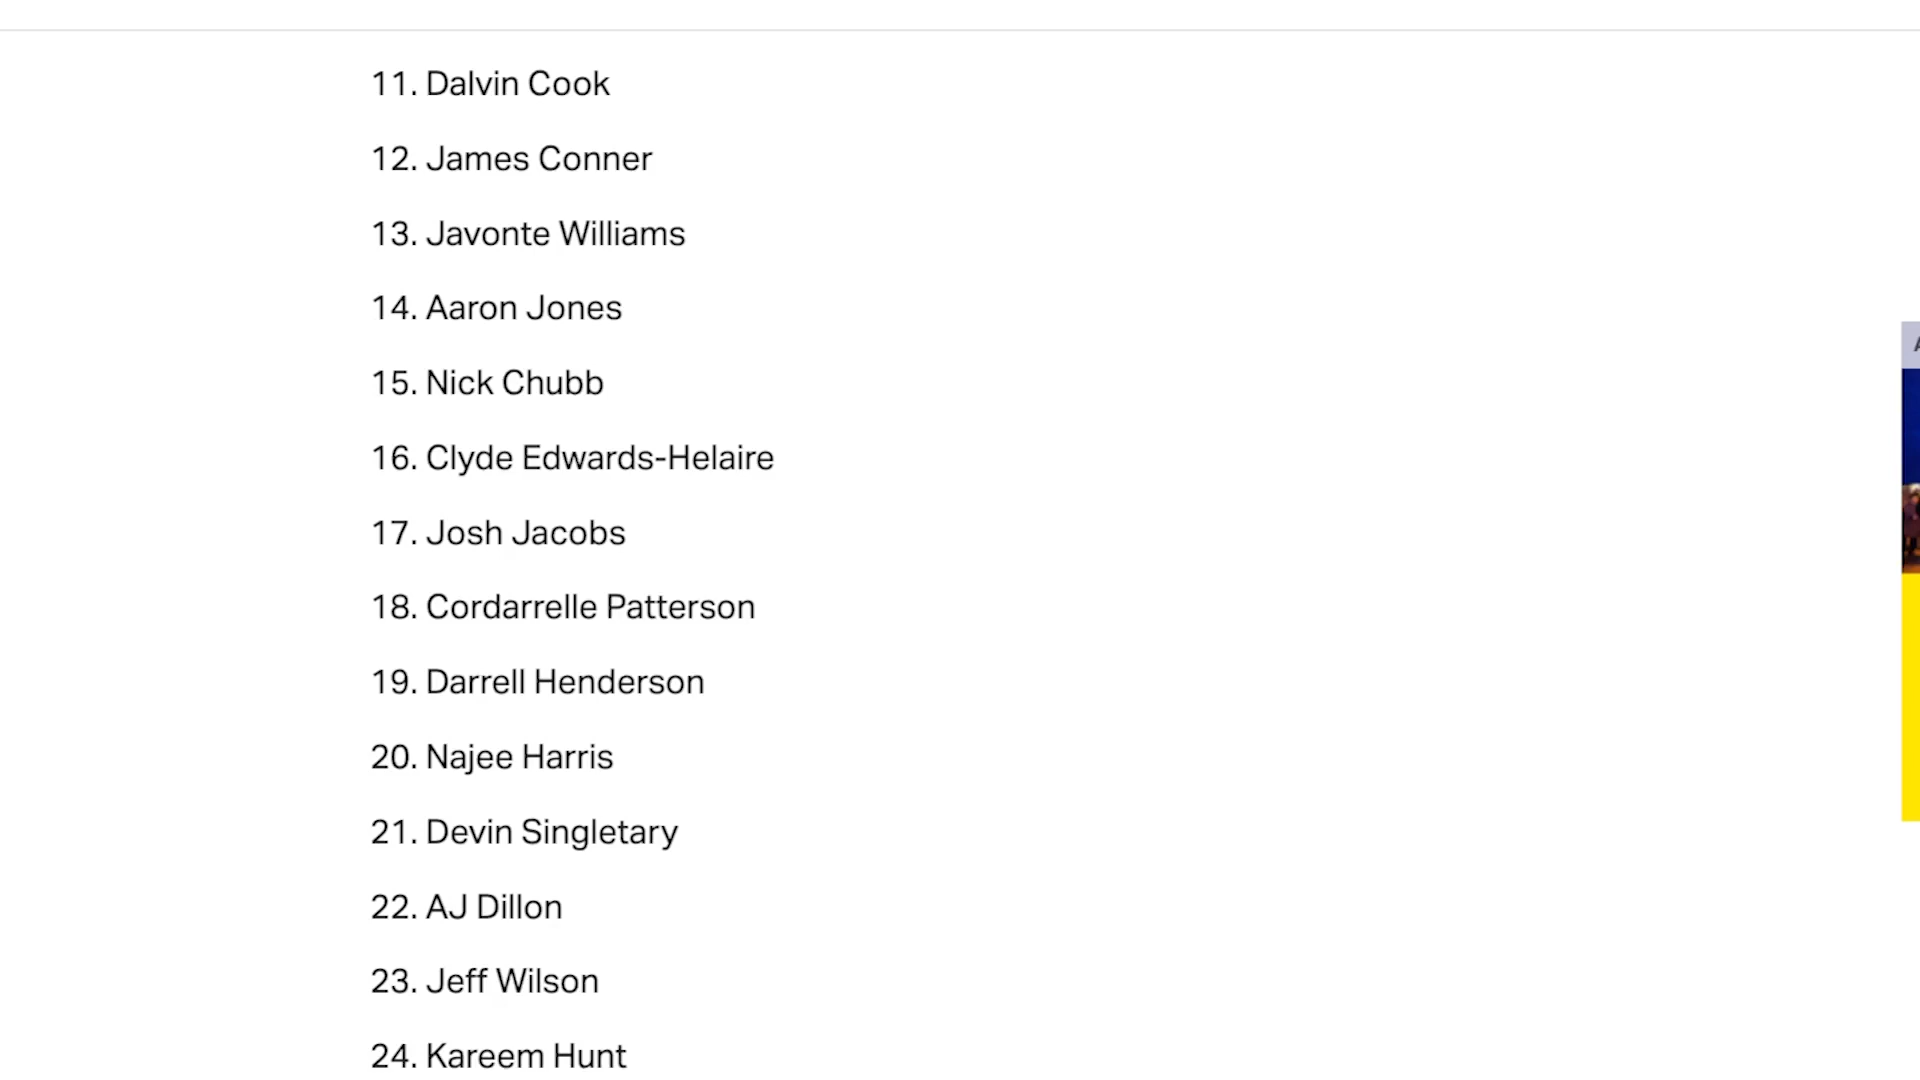 11. Dalvin Cook
12. James Conner
13. Javonte Williams
14. Aaron Jones
15. Nick Chubb
16. Clyde Edwards-Helaire
17. Josh Jacobs
18. Cordarrelle Patterson
19. Darrell Henderson
20. Najee Harris
21. Devin Singletary
22. AJ Dillon
23. Jeff Wilson
24. Kareem Hunt